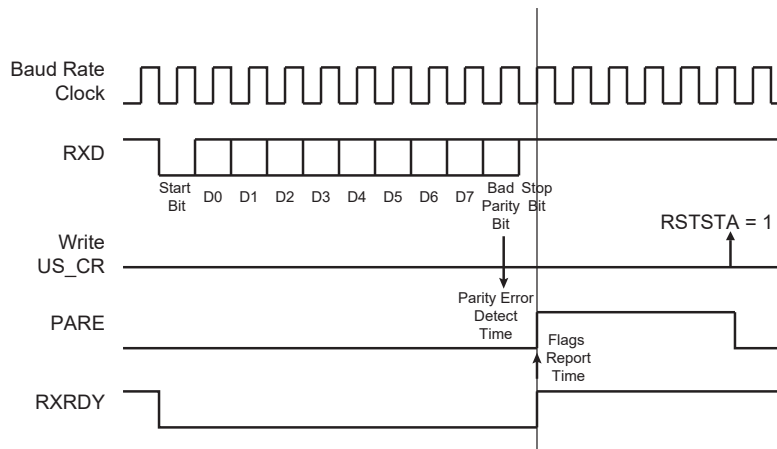 Baud Rate
Clock
RXD
Start
Bit
D0 D1 D2 D3 D4 D5 D6 D7
Bad
Parity
Bit
Stop
Bit
RSTSTA = 1
Write
US_CR
Parity Error
Detect
Time
PARE
Flags
Report
Time
RXRDY